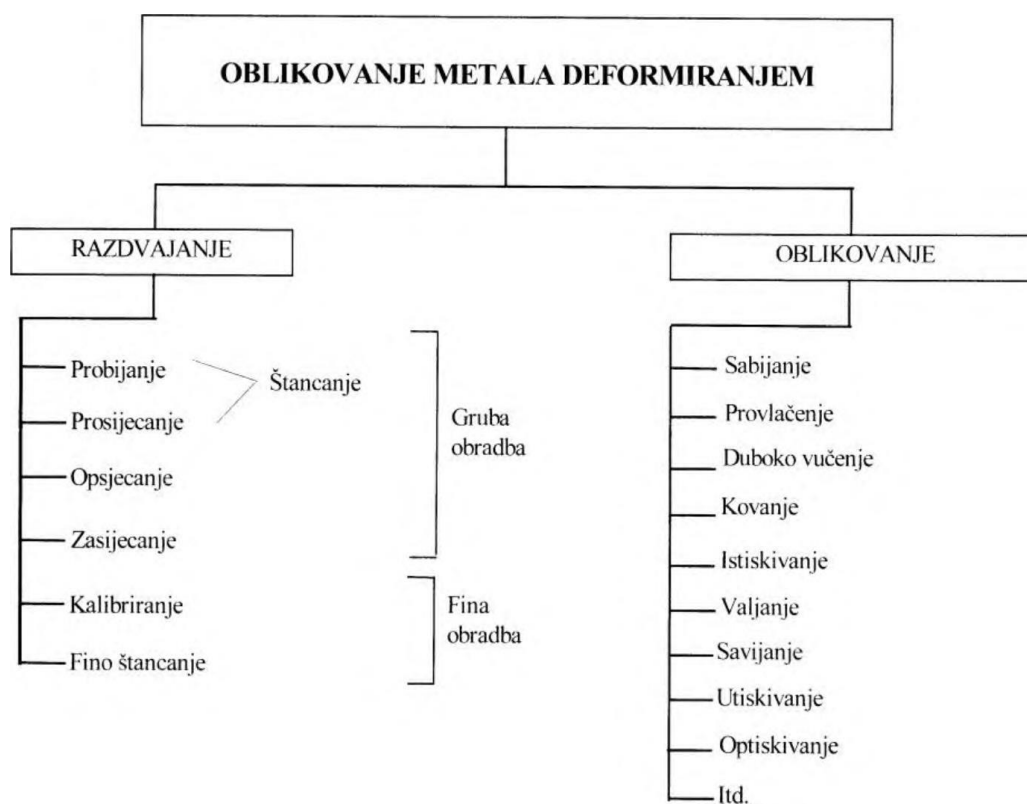 OBLIKOVANJE METALA DEFORMIRANJEM
RAZDVAJANJE
Probijanje
Prosijecanje
Štancanje
Opsjecanje
Zasijecanje
Kalibriranje
Fino štancanje
Gruba
obradba
Fina
obradba
OBLIKOVANJE
Sabijanje
Provlačenje
Duboko vučenje
Kovanje
Istiskivanje
Valjanje
Savijanje
Utiskivanje
Optiskivanje
Itd.